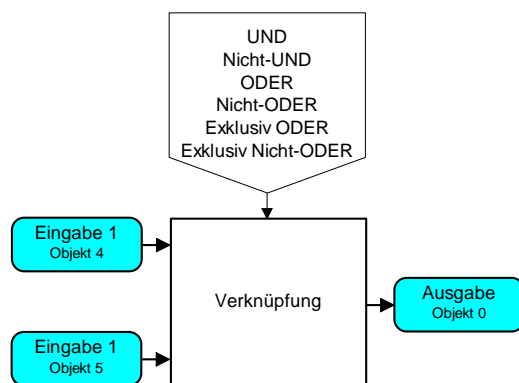 UND
Nicht-UND
ODER
Nicht-ODER
Exklusiv ODER
Exklusiv Nicht-ODER
Eingabe 1
Objekt 4
Verknüpfung
Ausgabe
Objekt 0
Eingabe 1
Objekt 5